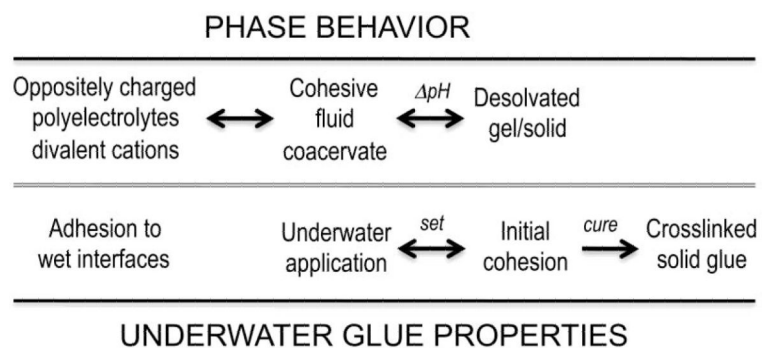 PHASE BEHAVIOR
Oppositely charged
polyelectrolytes
divalent cations
Cohesive
fluid
coacervate
ΔpH
Desolvated
gel/solid
Adhesion to
wet interfaces
Underwater
application
set
Initial
cohesion
cure
Crosslinked
solid glue
UNDERWATER GLUE PROPERTIES